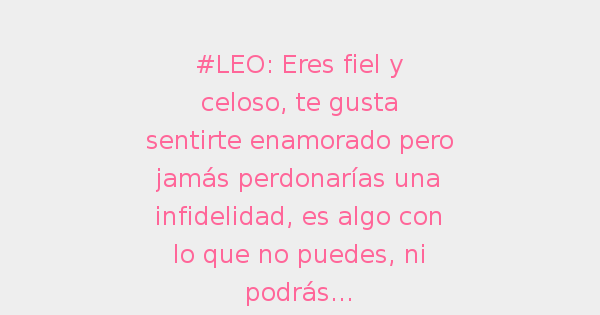 #LEO: Eres fiel y
celoso, te gusta
sentirte enamorado pero
jamás perdonarías una
infidelidad, es algo con
lo que no puedes, ni
podrás...